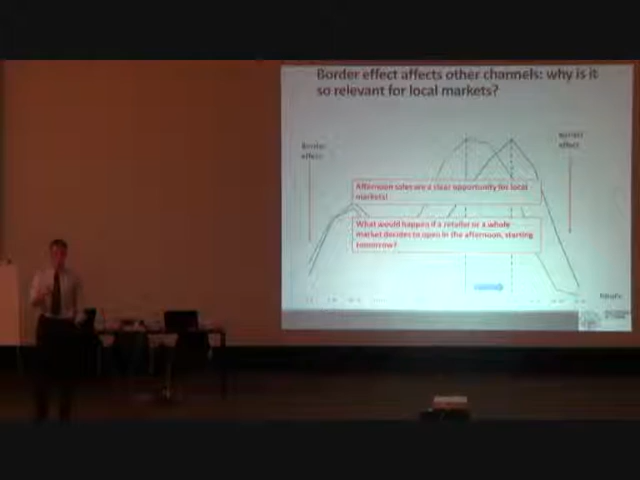 Border effect affects other channels: why is it
so relevant for local markets?
Border
effect
Border
effect
Afternoon sales are a clear opportunity for local
markets!
What would happen if a retailer or a whole
market decides to open in the afternoon, starting
tomorrow?